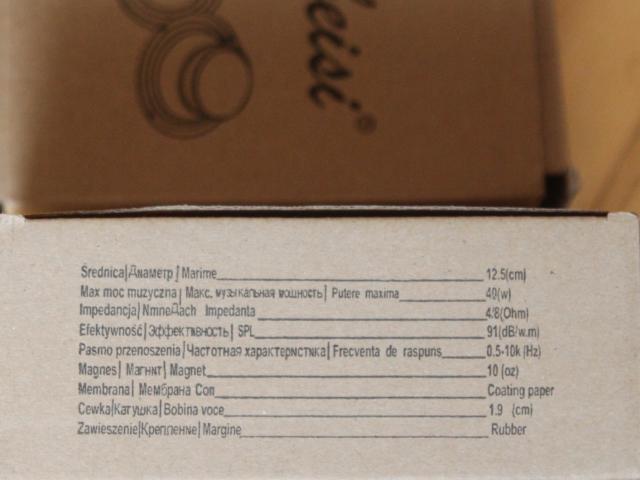 eisi®
Średnica|Диаметр|Marime 12.5(cm)
Max moc muzyczna| Макс. музыкальная мощность| Putere maxima 40(w)
Impedancja|NmпeДach Impedanta 4/8(Ohm)
Efektywność|Эффективность| SPL 91(dB/w.m)
Pasmo przenoszenia|Частотная характеристика| Frecventa de raspuns 0.5-10k (Hz)
Magnes| Магнит| Magnet 10 (oz)
Membrana| Мембрана Con Coating paper
Cewka|Катушка|Bobina voce 1.9 (cm)
Zawieszenie|Крепление| Margine Rubber